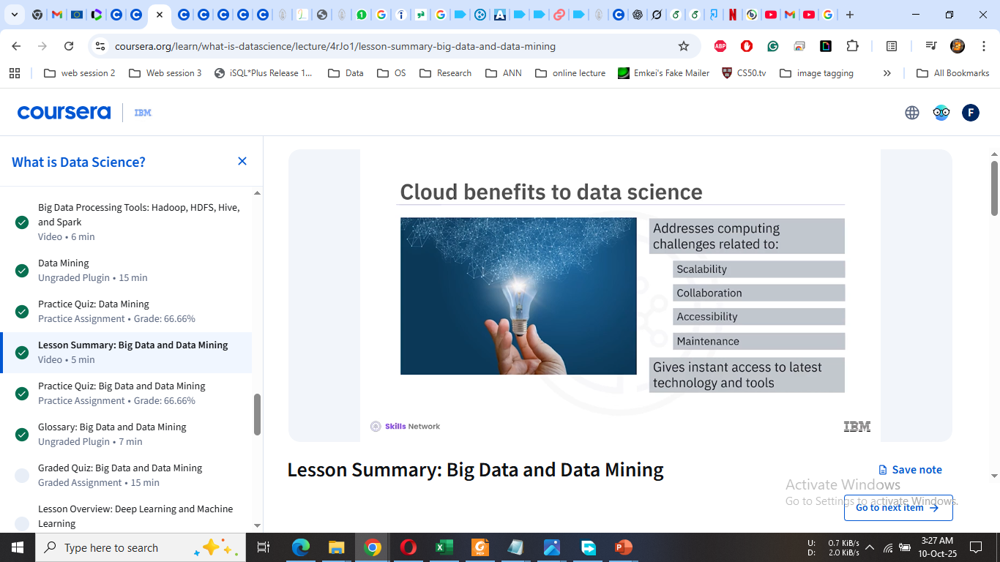 coursera.org/learn/what-is-datascience/lecture/4rJo1/lesson-summary-big-data-and-data-mining
web session 2
Web session 3
iSQL*Plus Release 1...
Data
OS
Research
ANN
online lecture
Emkei's Fake Mailer
CS50.tv
image tagging
»
All Bookmarks
coursera
IBM
F
What is Data Science?
Big Data Processing Tools: Hadoop, HDFS, Hive,
and Spark
Video • 6 min
Data Mining
Ungraded Plugin • 15 min
Practice Quiz: Data Mining
Practice Assignment • Grade: 66.66%
Lesson Summary: Big Data and Data Mining
Video • 5 min
Practice Quiz: Big Data and Data Mining
Practice Assignment • Grade: 66.66%
Glossary: Big Data and Data Mining
Ungraded Plugin • 7 min
Graded Quiz: Big Data and Data Mining
Graded Assignment • 15 min
Lesson Overview: Deep Learning and Machine
Learning
Cloud benefits to data science
Addresses computing
challenges related to:
Scalability
Collaboration
Accessibility
Maintenance
Gives instant access to latest
technology and tools
Skills Network
IBM
Lesson Summary: Big Data and Data Mining
Save note
Activate Windows
Go to Settings to activate Windows.
Go to next item
Type here to search
U: 0.7 KiB/s
D: 2.0 KiB/s
3:27 AM
10-Oct-25